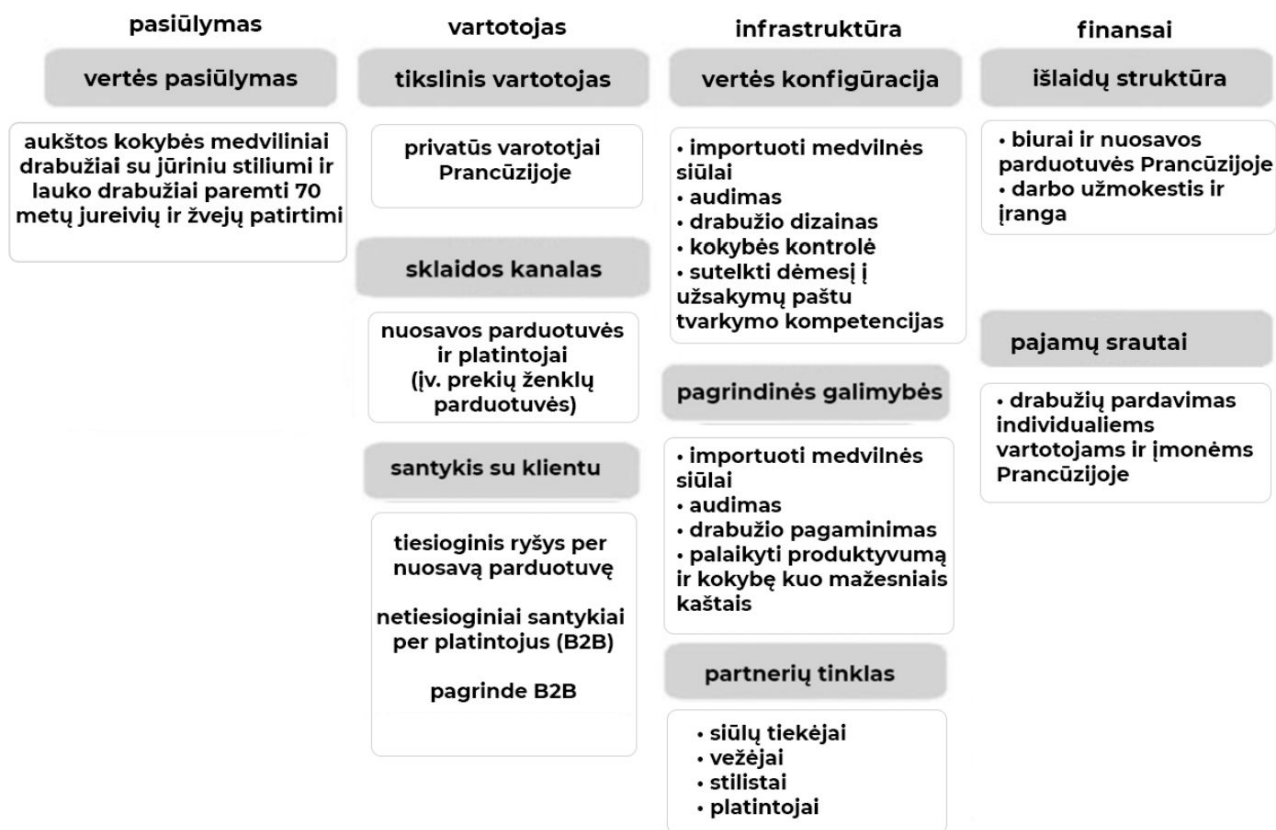 pasiūlymas
vertės pasiūlymas
aukštos kokybės medviliniai
drabužiai su jūriniu stiliumi ir
lauko drabužiai paremti 70
metų jureivių ir žvejų patirtimi
vartotojas
tikslinis vartotojas
privatūs varototjai
Prancūzijoje
sklaidos kanalas
nuosavos parduotuvės
ir platintojai
(įv. prekių ženklų
parduotuvės)
santykis su klientu
tiesioginis ryšys per
nuosavą parduotuvę
netiesioginiai santykiai
per platintojus (B2B)
pagrinde B2B
infrastruktūra
vertės konfigūracija
• importuoti medvilnės
siūlai
• audimas
• drabužio dizainas
• kokybės kontrolė
• sutelkti dėmesį į
užsakymų paštu
tvarkymo kompetencijas
pagrindinės galimybės
• importuoti medvilnės
siūlai
• audimas
• drabužio pagaminimas
• palaikyti produktyvumą
ir kokybę kuo mažesniais
kaštais
partnerių tinklas
• siūlų tiekėjai
• vežėjai
• stilistai
• platintojai
finansai
išlaidų struktūra
• biurai ir nuosavos
parduotuvės Prancūzijoje
• darbo užmokestis ir
įranga
pajamų srautai
• drabužių pardavimas
individualiems
vartotojams ir įmonėms
Prancūzijoje